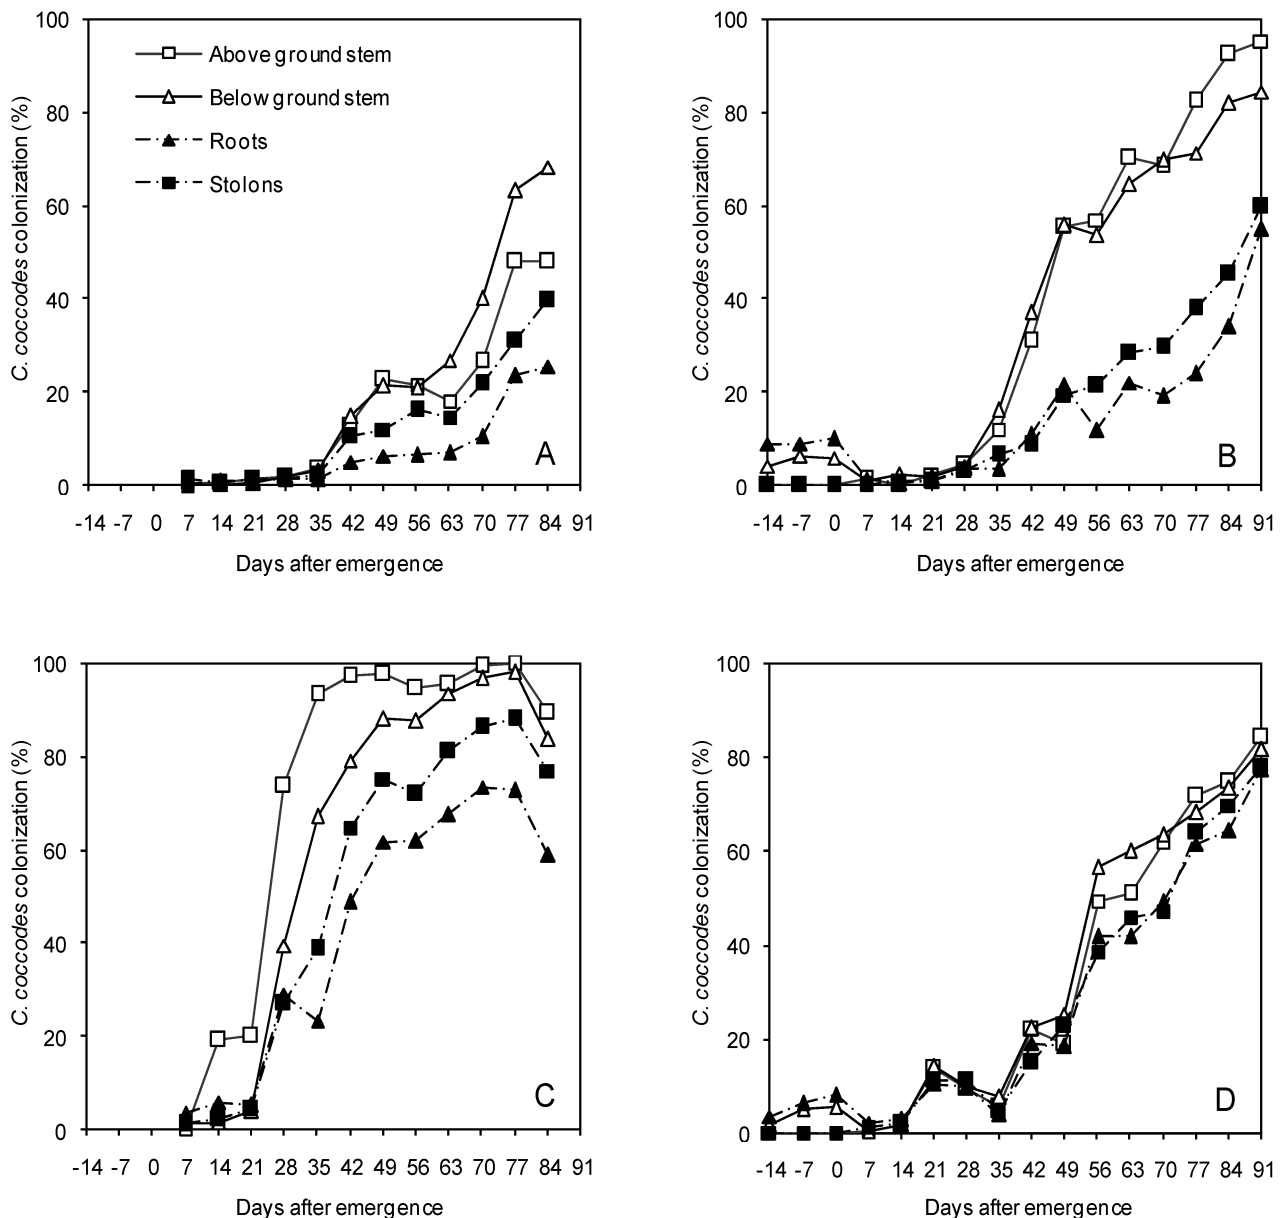 100
80
60
40
20
0
C. coccodes colonization (%)
Above ground stem
Below ground stem
Roots
Stolons
A
-14 -7 0 7 14 21 28 35 42 49 56 63 70 77 84 91
Days after emergence
100
80
60
40
20
0
C. coccodes colonization (%)
B
-14 -7 0 7 14 21 28 35 42 49 56 63 70 77 84 91
Days after emergence
100
80
60
40
20
0
C. coccodes colonization (%)
C
-14 -7 0 7 14 21 28 35 42 49 56 63 70 77 84 91
Days after emergence
100
80
60
40
20
0
C. coccodes colonization (%)
D
-14 -7 0 7 14 21 28 35 42 49 56 63 70 77 84 91
Days after emergence